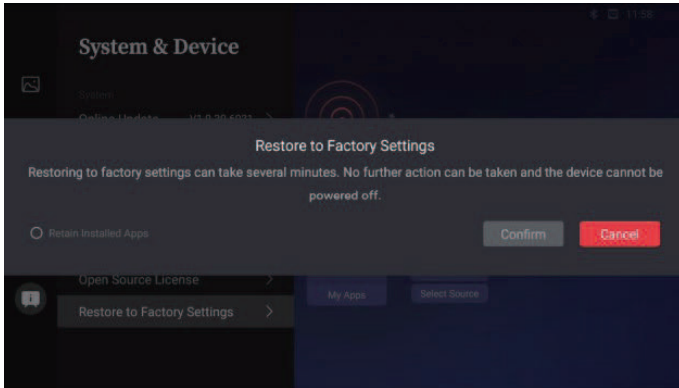 11:58
System & Device
System
Online Update
Restore to Factory Settings
Restoring to factory settings can take several minutes. No further action can be taken and the device cannot be
powered off.
Retain Installed Apps
Confirm Cancel
Open Source License
My Apps Select Source
Restore to Factory Settings